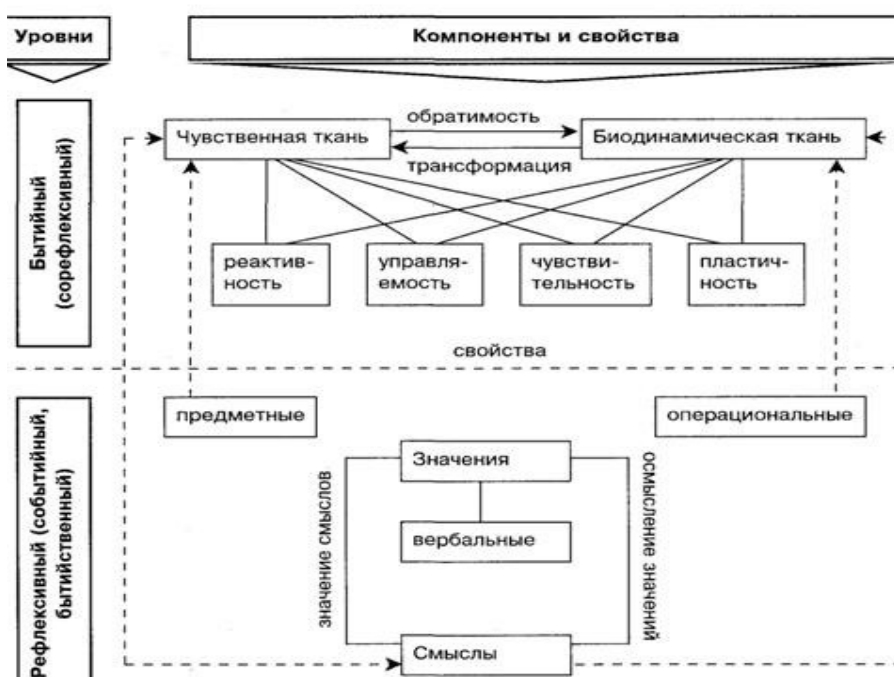 Уровни
Компоненты и свойства
Бытийный
(сорефлексивный)
обратимость
Чувственная ткань
Биодинамическая ткань
трансформация
реактив-
ность
управля-
емость
чувстви-
тельность
пластич-
ность
свойства
Рефлексивный (событийный,
бытийственный)
предметные
операциональные
Значения
значение смыслов
осмысление значений
вербальные
Смыслы